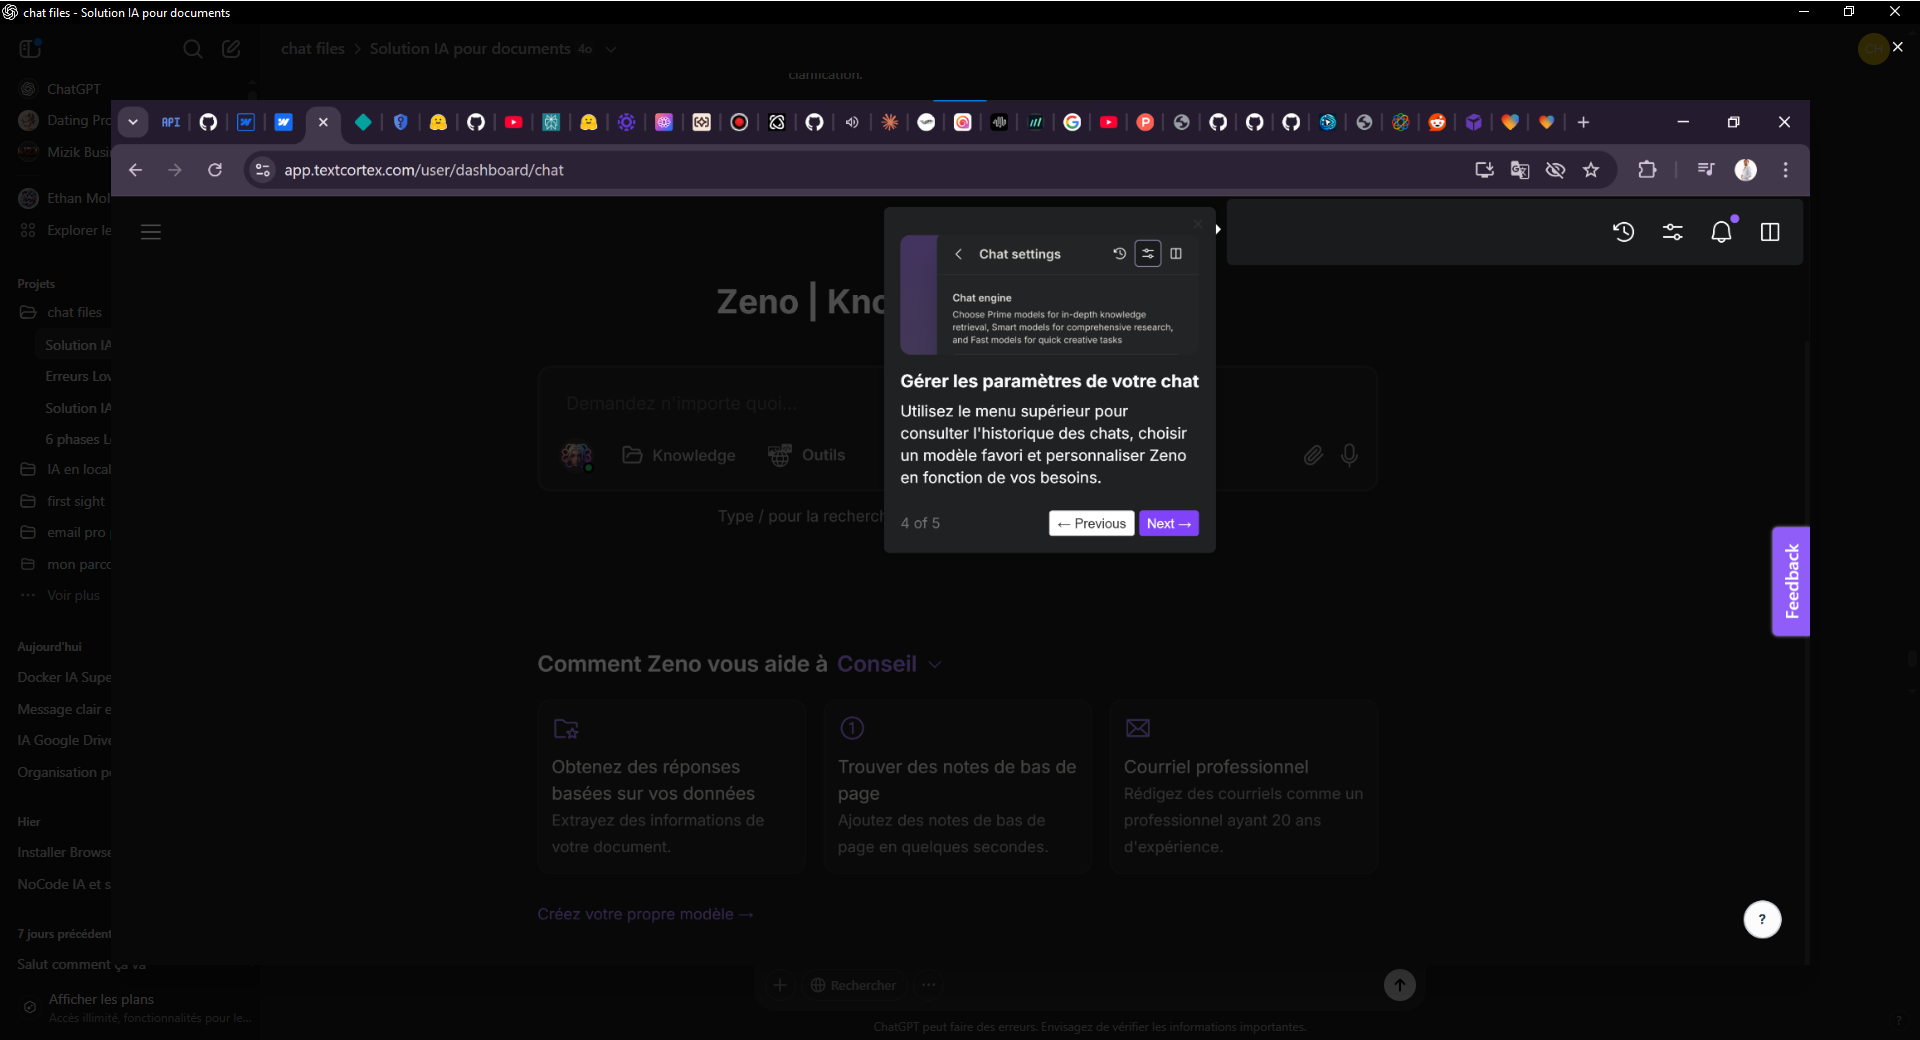 chat files - Solution IA pour documents
chat files > Solution IA pour documents 4o
CH
clarification.
ChatGPT
Dating Pro
Mizik Busi
Ethan Mol
Explorer le
Projets
chat files
Solution IA
Erreurs Lov
Solution IA
6 phases L
IA en local
first sight
email pro
mon parco
Voir plus
Aujourd'hui
Docker IA Supe
Message clair e
IA Google Drive
Organisation p
Hier
Installer Browse
NoCode IA et s
7 jours précédent
Salut comment ça va
Afficher les plans
Accès illimité, fonctionnalités pour le...
API
app.textcortex.com/user/dashboard/chat
Zeno | Kno
Demandez n'importe quoi...
Knowledge
Outils
Type / pour la recherch
Chat settings
Chat engine
Choose Prime models for in-depth knowledge
retrieval, Smart models for comprehensive research,
and Fast models for quick creative tasks
Gérer les paramètres de votre chat
Utilisez le menu supérieur pour
consulter l'historique des chats, choisir
un modèle favori et personnaliser Zeno
en fonction de vos besoins.
4 of 5
← Previous
Next →
Feedback
Comment Zeno vous aide à Conseil
Obtenez des réponses
basées sur vos données
Extrayez des informations de
votre document.
1
Trouver des notes de bas de
page
Ajoutez des notes de bas de
page en quelques secondes.
Courriel professionnel
Rédigez des courriels comme un
professionnel ayant 20 ans
d'expérience.
Créez votre propre modèle →
?
Rechercher
ChatGPT peut faire des erreurs. Envisagez de vérifier les informations importantes.
?